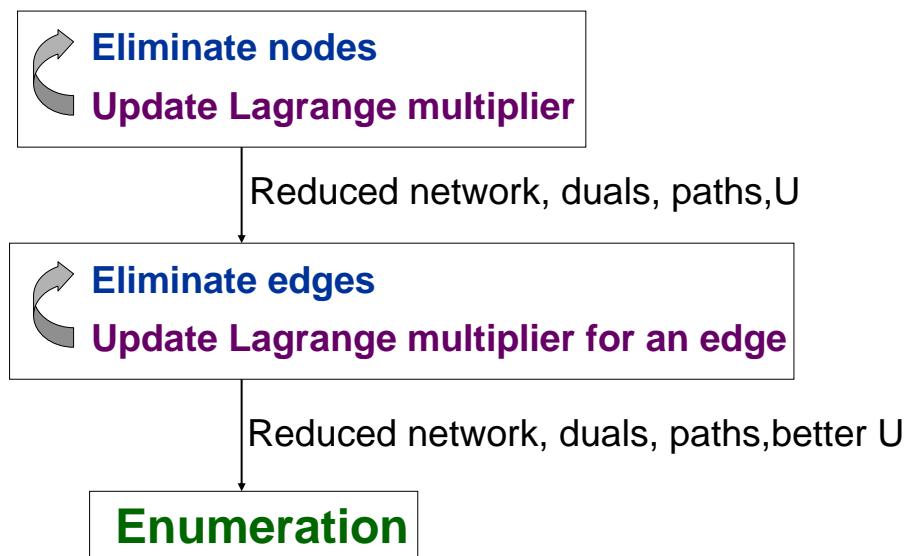 Eliminate nodes
Update Lagrange multiplier
Reduced network, duals, paths,U
Eliminate edges
Update Lagrange multiplier for an edge
Reduced network, duals, paths,better U
Enumeration